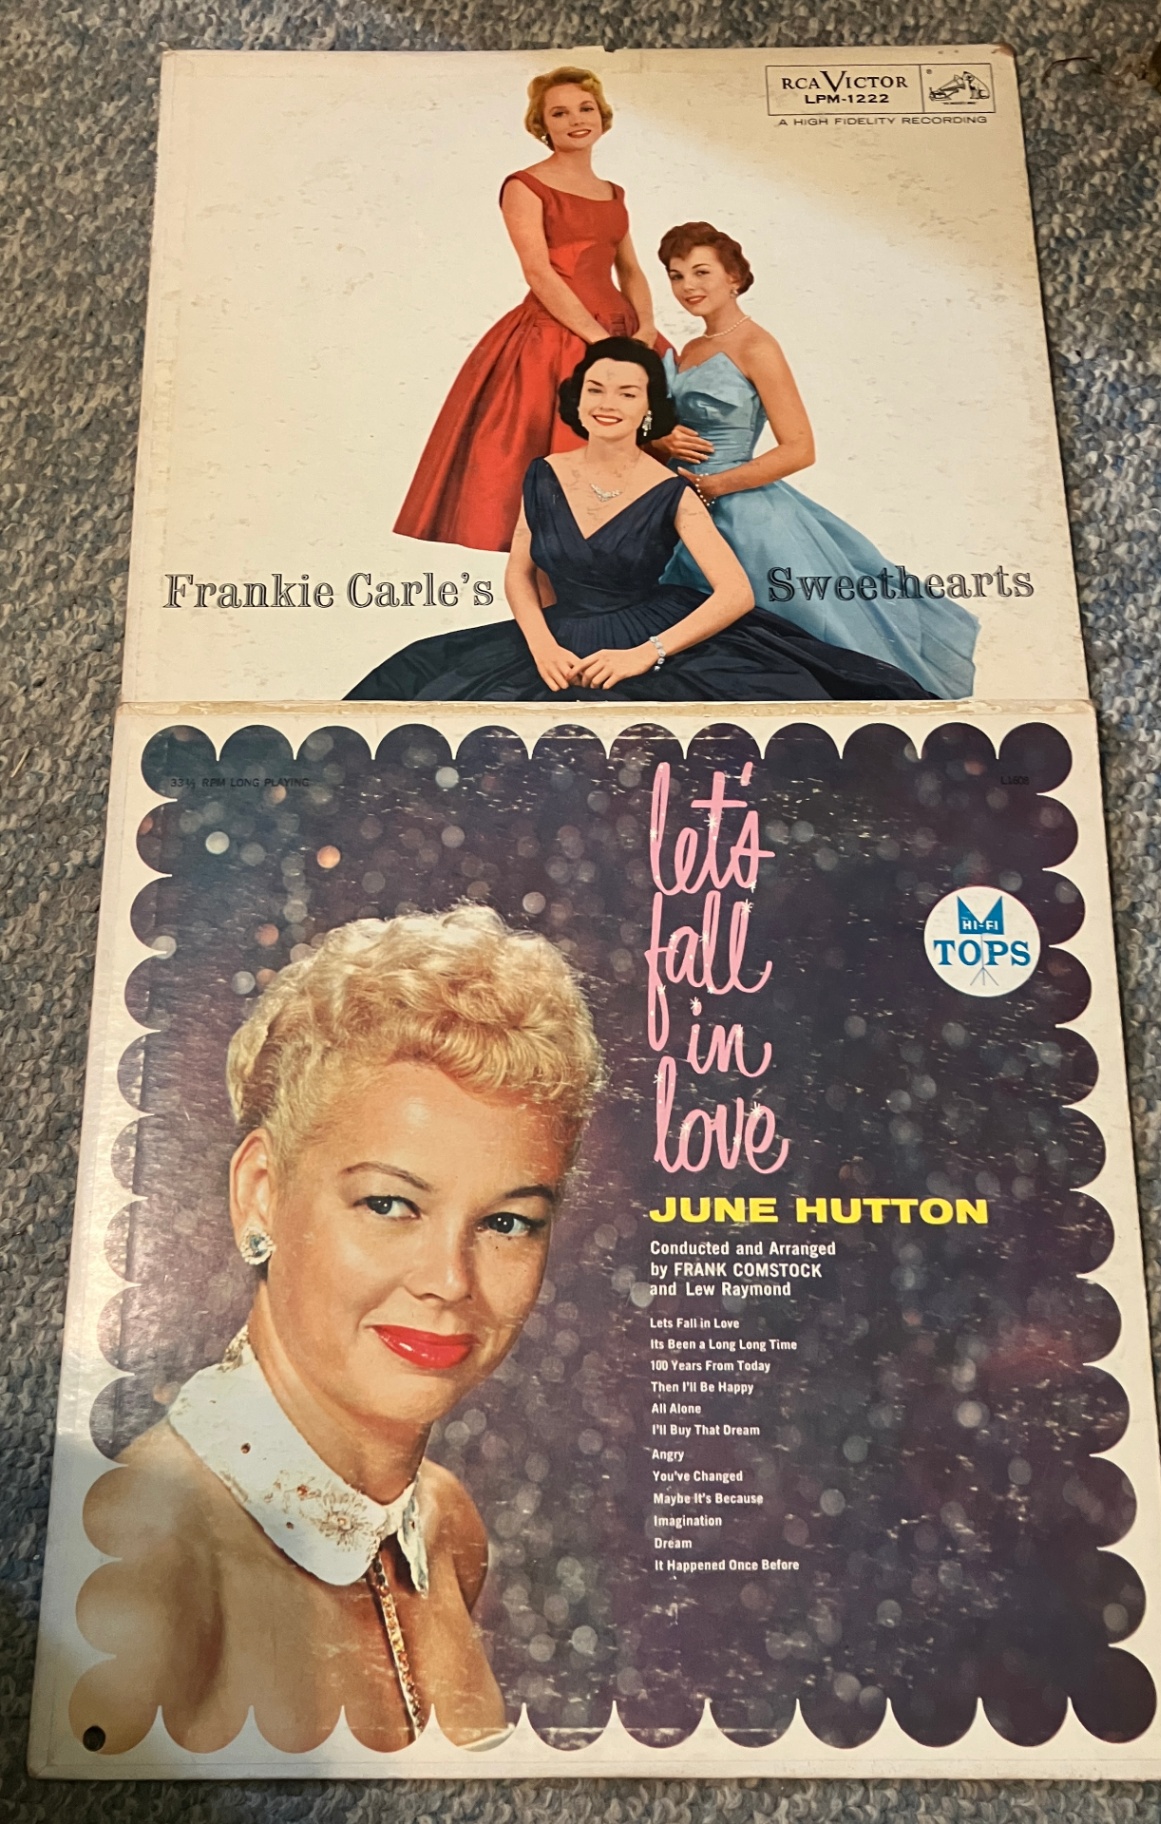 RCA VICTOR
LPM-1222
A HIGH FIDELITY RECORDING
Frankie Carle's Sweethearts
33⅓ RPM LONG PLAYING
let's
fall
in
love
HI-FI
TOPS
JUNE HUTTON
Conducted and Arranged
by FRANK COMSTOCK
and Lew Raymond
Lets Fall in Love
Its Been a Long Long Time
100 Years From Today
Then I'll Be Happy
All Alone
I'll Buy That Dream
Angry
You've Changed
Maybe It's Because
Imagination
Dream
It Happened Once Before